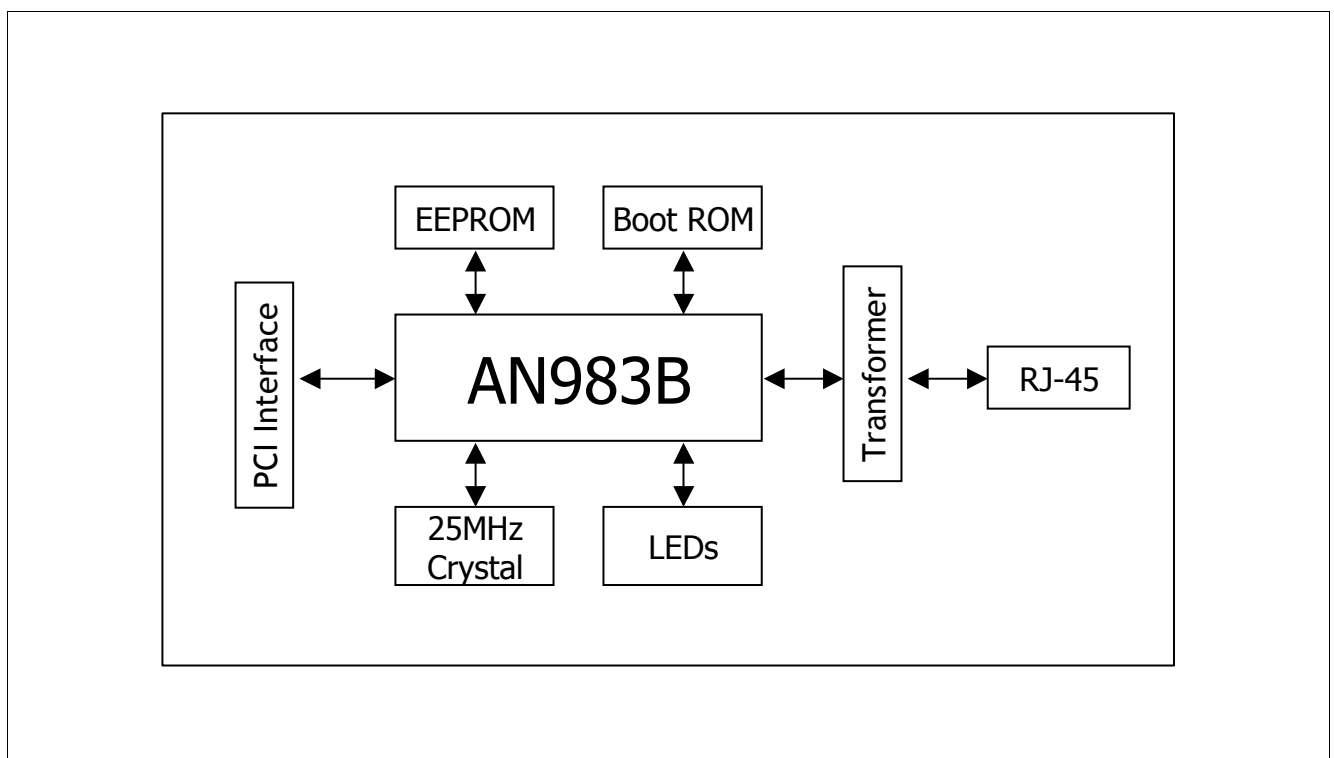 EEPROM
Boot ROM
PCI Interface
AN983B
Transformer
RJ-45
25MHz
Crystal
LEDs